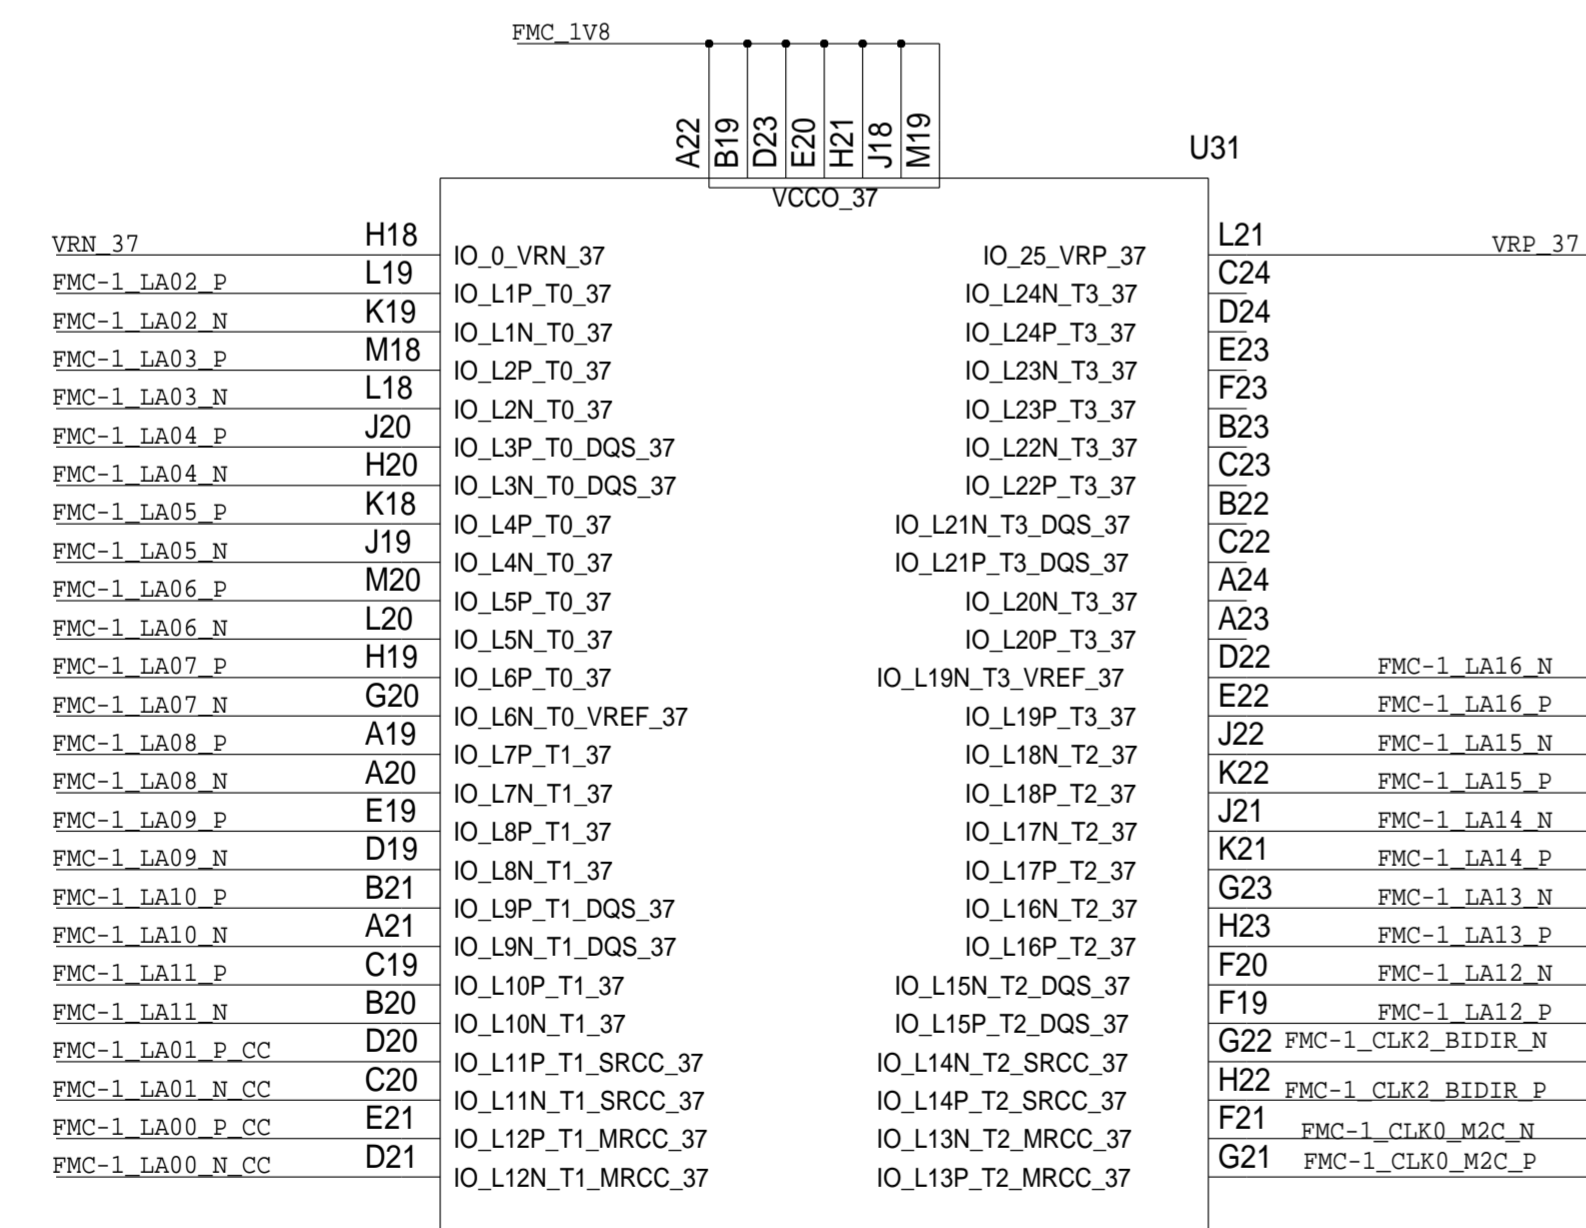 FMC_1V8
A22 B19 D23 E20 H21 J18 M19
U31
VCCO_37
VRN_37 H18 IO_0_VRN_37 IO_25_VRP_37 L21 VRP_37
FMC-1_LA02_P L19 IO_L1P_T0_37 IO_L24N_T3_37 C24
FMC-1_LA02_N K19 IO_L1N_T0_37 IO_L24P_T3_37 D24
FMC-1_LA03_P M18 IO_L2P_T0_37 IO_L23N_T3_37 E23
FMC-1_LA03_N L18 IO_L2N_T0_37 IO_L23P_T3_37 F23
FMC-1_LA04_P J20 IO_L3P_T0_DQS_37 IO_L22N_T3_37 B23
FMC-1_LA04_N H20 IO_L3N_T0_DQS_37 IO_L22P_T3_37 C23
FMC-1_LA05_P K18 IO_L4P_T0_37 IO_L21N_T3_DQS_37 B22
FMC-1_LA05_N J19 IO_L4N_T0_37 IO_L21P_T3_DQS_37 C22
FMC-1_LA06_P M20 IO_L5P_T0_37 IO_L20N_T3_37 A24
FMC-1_LA06_N L20 IO_L5N_T0_37 IO_L20P_T3_37 A23
FMC-1_LA07_P H19 IO_L6P_T0_37 IO_L19N_T3_VREF_37 D22 FMC-1_LA16_N
FMC-1_LA07_N G20 IO_L6N_T0_VREF_37 IO_L19P_T3_37 E22 FMC-1_LA16_P
FMC-1_LA08_P A19 IO_L7P_T1_37 IO_L18N_T2_37 J22 FMC-1_LA15_N
FMC-1_LA08_N A20 IO_L7N_T1_37 IO_L18P_T2_37 K22 FMC-1_LA15_P
FMC-1_LA09_P E19 IO_L8P_T1_37 IO_L17N_T2_37 J21 FMC-1_LA14_N
FMC-1_LA09_N D19 IO_L8N_T1_37 IO_L17P_T2_37 K21 FMC-1_LA14_P
FMC-1_LA10_P B21 IO_L9P_T1_DQS_37 IO_L16N_T2_37 G23 FMC-1_LA13_N
FMC-1_LA10_N A21 IO_L9N_T1_DQS_37 IO_L16P_T2_37 H23 FMC-1_LA13_P
FMC-1_LA11_P C19 IO_L10P_T1_37 IO_L15N_T2_DQS_37 F20 FMC-1_LA12_N
FMC-1_LA11_N B20 IO_L10N_T1_37 IO_L15P_T2_DQS_37 F19 FMC-1_LA12_P
FMC-1_LA01_P_CC D20 IO_L11P_T1_SRCC_37 IO_L14N_T2_SRCC_37 G22 FMC-1_CLK2_BIDIR_N
FMC-1_LA01_N_CC C20 IO_L11N_T1_SRCC_37 IO_L14P_T2_SRCC_37 H22 FMC-1_CLK2_BIDIR_P
FMC-1_LA00_P_CC E21 IO_L12P_T1_MRCC_37 IO_L13N_T2_MRCC_37 F21 FMC-1_CLK0_M2C_N
FMC-1_LA00_N_CC D21 IO_L12N_T1_MRCC_37 IO_L13P_T2_MRCC_37 G21 FMC-1_CLK0_M2C_P